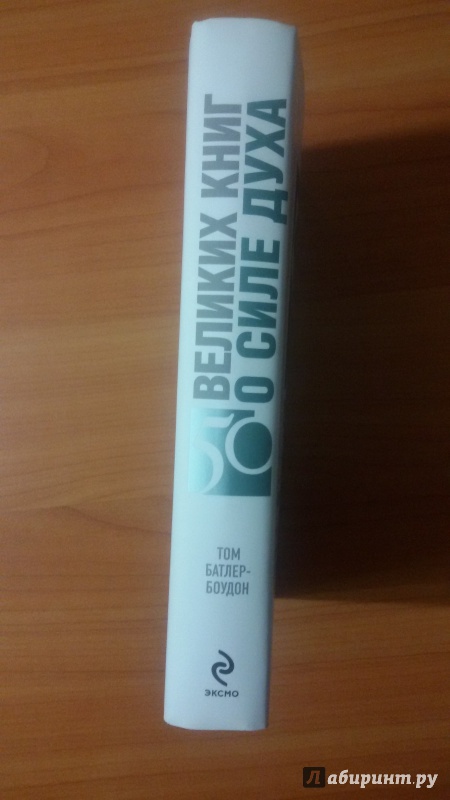 50
ВЕЛИКИХ КНИГ
О СИЛЕ ДУХА
ТОМ
БАТЛЕР-
БОУДОН
ЭКСМО
Лабиринт.ру